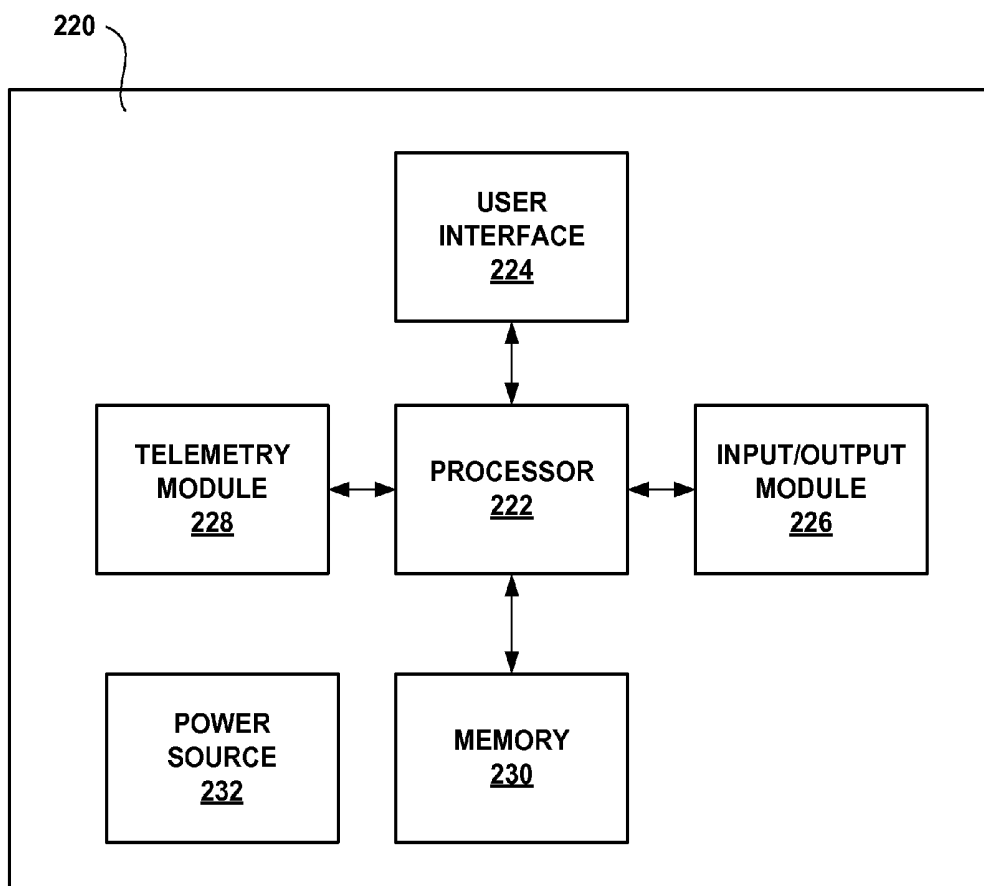 220
USER
INTERFACE
224
TELEMETRY
MODULE
228
PROCESSOR
222
INPUT/OUTPUT
MODULE
226
POWER
SOURCE
232
MEMORY
230